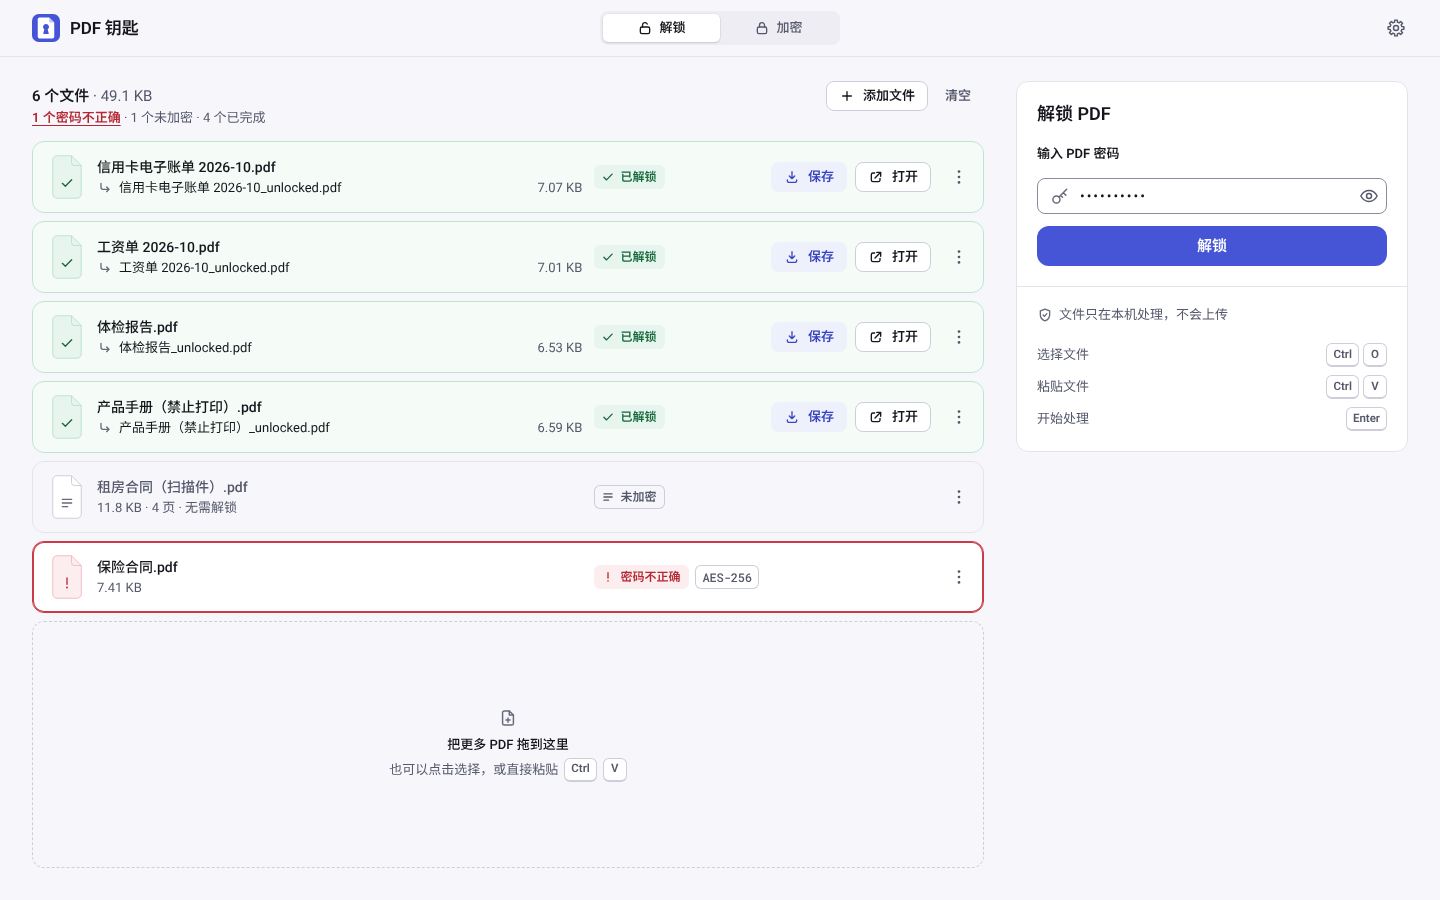 PDF 钥匙
解锁
加密
6 个文件 · 49.1 KB
1 个密码不正确 · 1 个未加密 · 4 个已完成
添加文件
清空
信用卡电子账单 2026-10.pdf
信用卡电子账单 2026-10_unlocked.pdf
7.07 KB
已解锁
保存
打开
工资单 2026-10.pdf
工资单 2026-10_unlocked.pdf
7.01 KB
已解锁
保存
打开
体检报告.pdf
体检报告_unlocked.pdf
6.53 KB
已解锁
保存
打开
产品手册（禁止打印）.pdf
产品手册（禁止打印）_unlocked.pdf
6.59 KB
已解锁
保存
打开
租房合同（扫描件）.pdf
11.8 KB · 4 页 · 无需解锁
未加密
保险合同.pdf
7.41 KB
密码不正确
AES-256
把更多 PDF 拖到这里
也可以点击选择，或直接粘贴 Ctrl V
解锁 PDF
输入 PDF 密码
••••••••••
解锁
文件只在本机处理，不会上传
选择文件 Ctrl O
粘贴文件 Ctrl V
开始处理 Enter